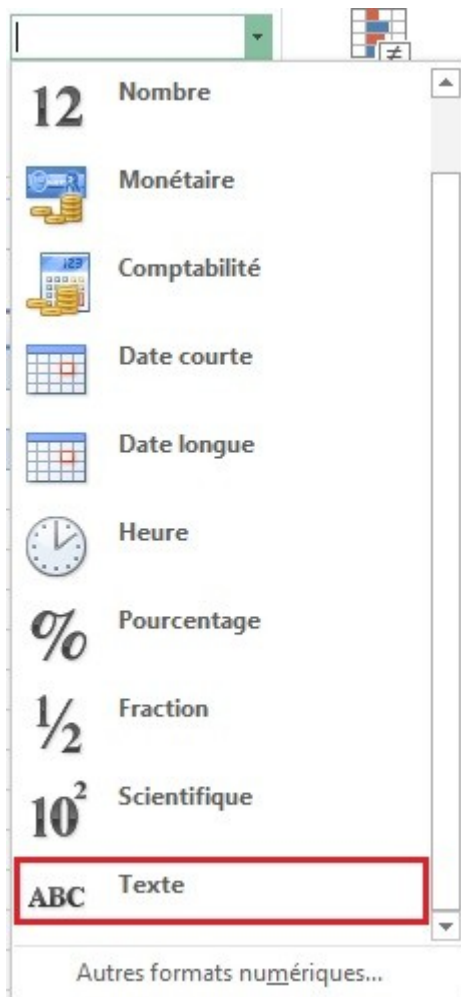 12 Nombre
Monétaire
123
Comptabilité
Date courte
Date longue
Heure
% Pourcentage
½ Fraction
10² Scientifique
ABC Texte
Autres formats numériques...